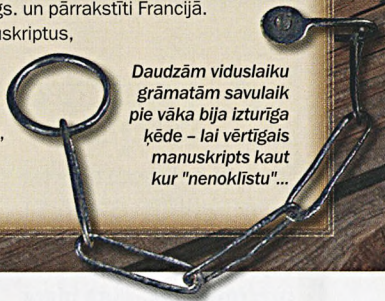 gs. un pārrakstīti Francijā.
uskriptus,
Daudzām viduslaiku
grāmatām savulaik
pie vāka bija izturīga
ķēde – lai vērtīgais
manuskripts kaut
kur "nenoklīstu"...